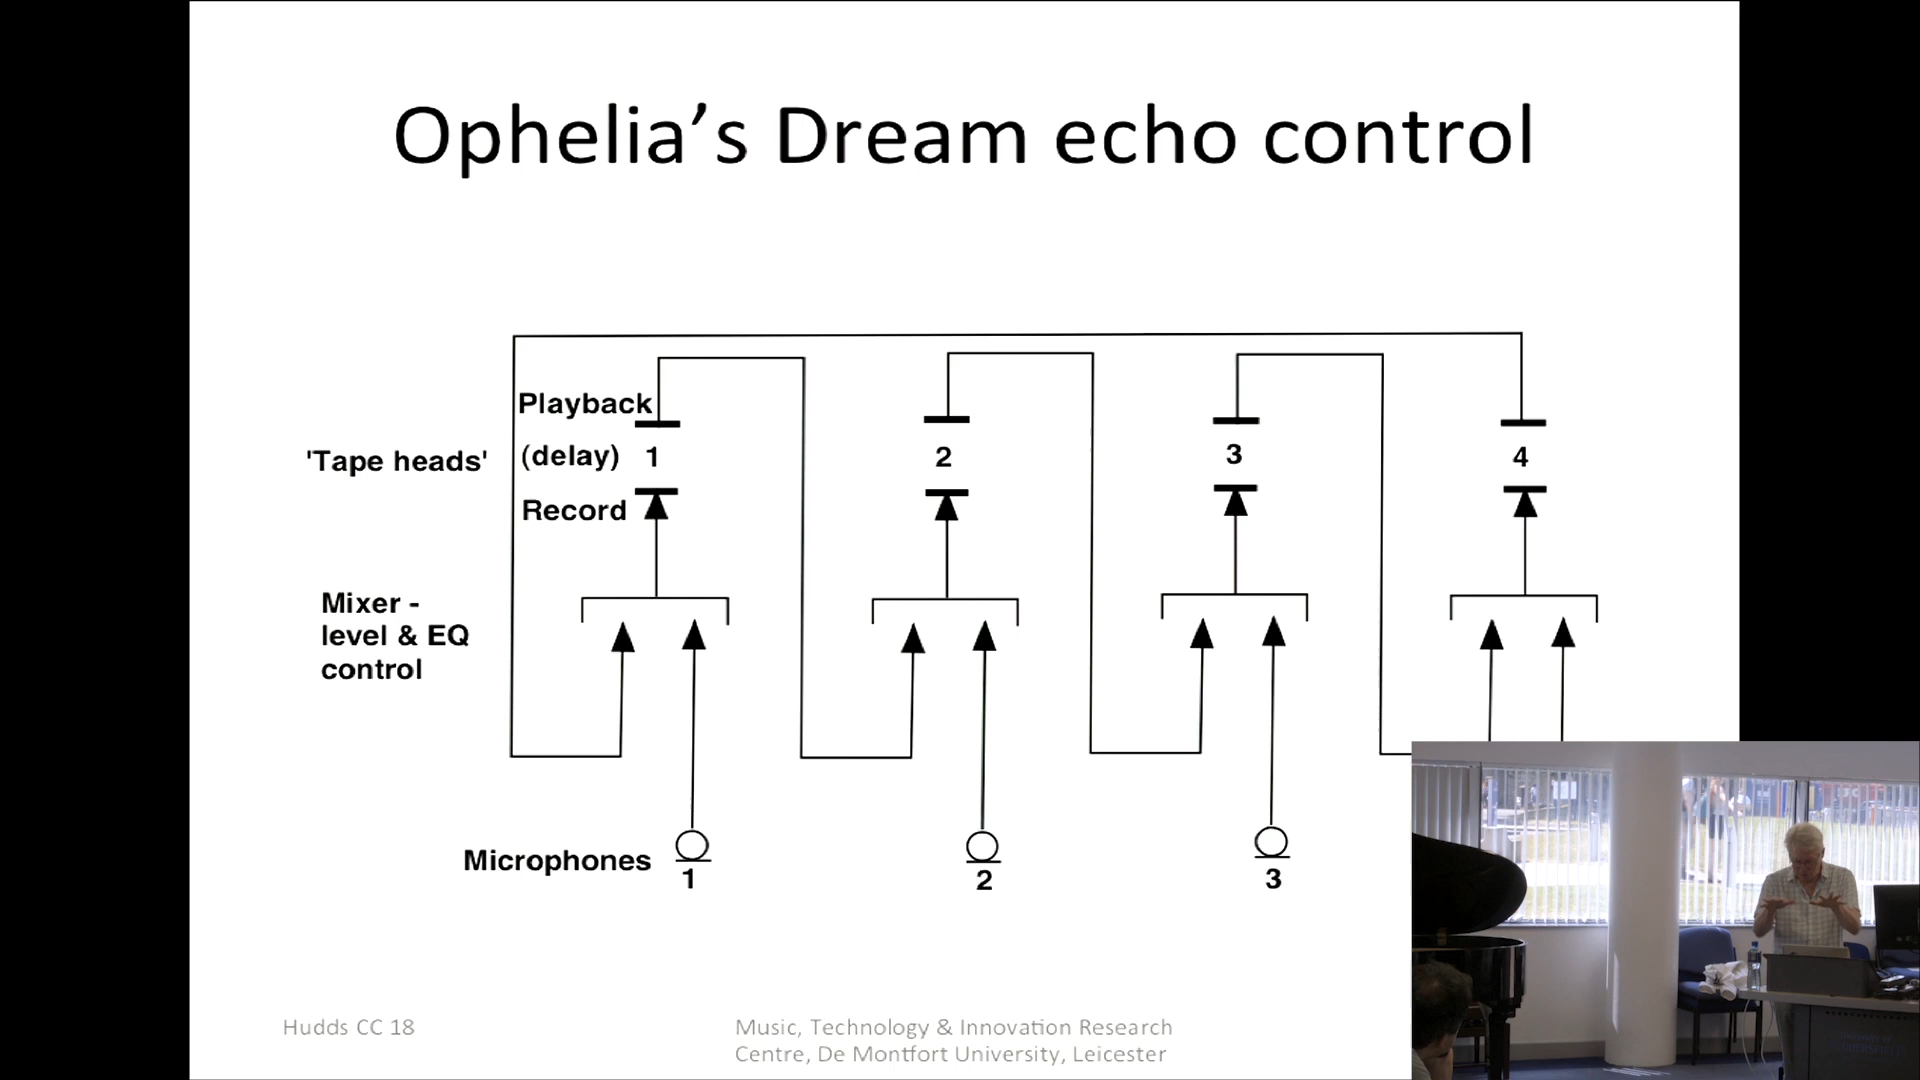 Ophelia’s Dream echo control
Playback
'Tape heads'
(delay) 1
2
3
4
Record
Mixer -
level & EQ
control
Microphones
1
2
3
Hudds CC 18
Music, Technology & Innovation Research
Centre, De Montfort University, Leicester